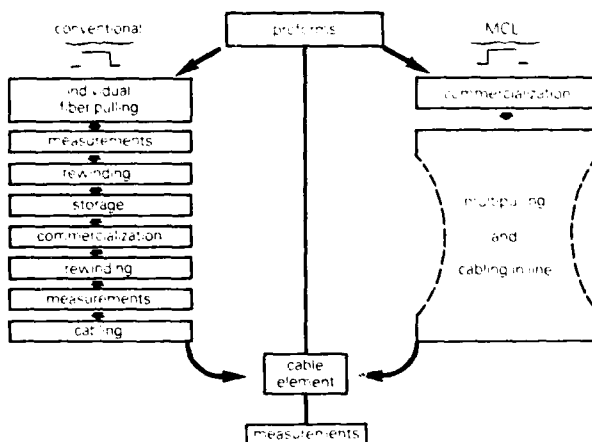 conventional
preforms
MCL
individual
fiber pulling
measurements
rewinding
storage
commercialization
rewinding
measurements
cabling
commercialization
multipulling
and
cabling in line
cable
element
measurements